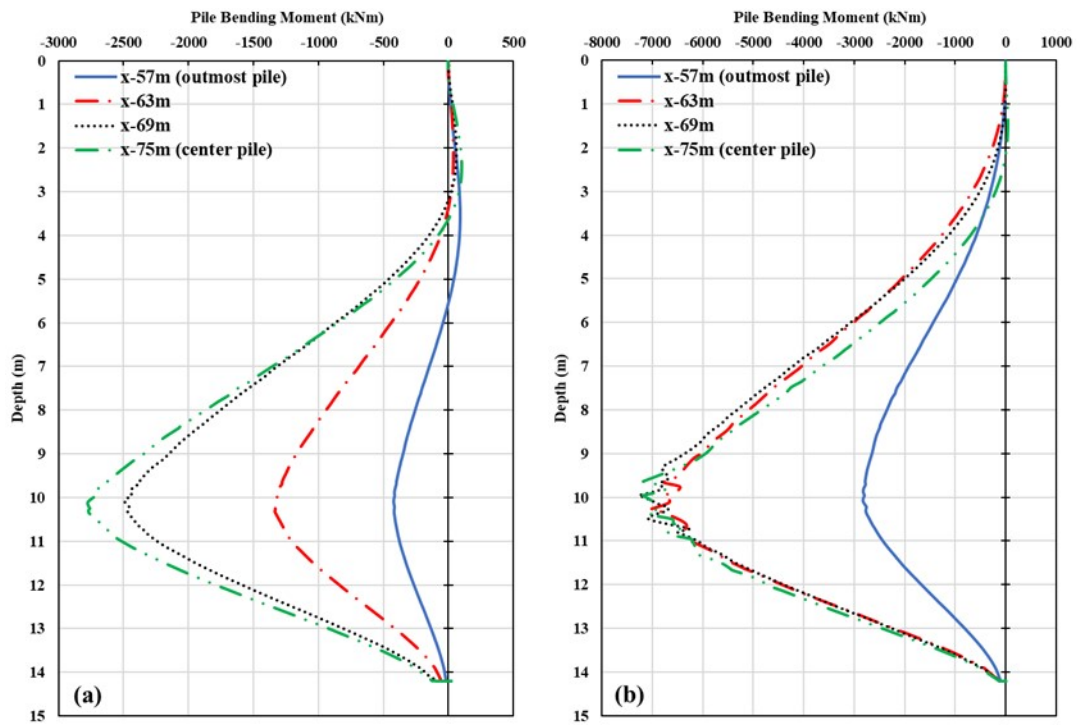 Pile Bending Moment (kNm)
-3000 -2500 -2000 -1500 -1000 -500 0 500
0
1
2
3
4
5
6
7
8
9
10
11
12
13
14
15
Depth (m)
x-57m (outmost pile)
x-63m
x-69m
x-75m (center pile)
(a)
Pile Bending Moment (kNm)
-8000 -7000 -6000 -5000 -4000 -3000 -2000 -1000 0 1000
0
1
2
3
4
5
6
7
8
9
10
11
12
13
14
15
Depth (m)
x-57m (outmost pile)
x-63m
x-69m
x-75m (center pile)
(b)